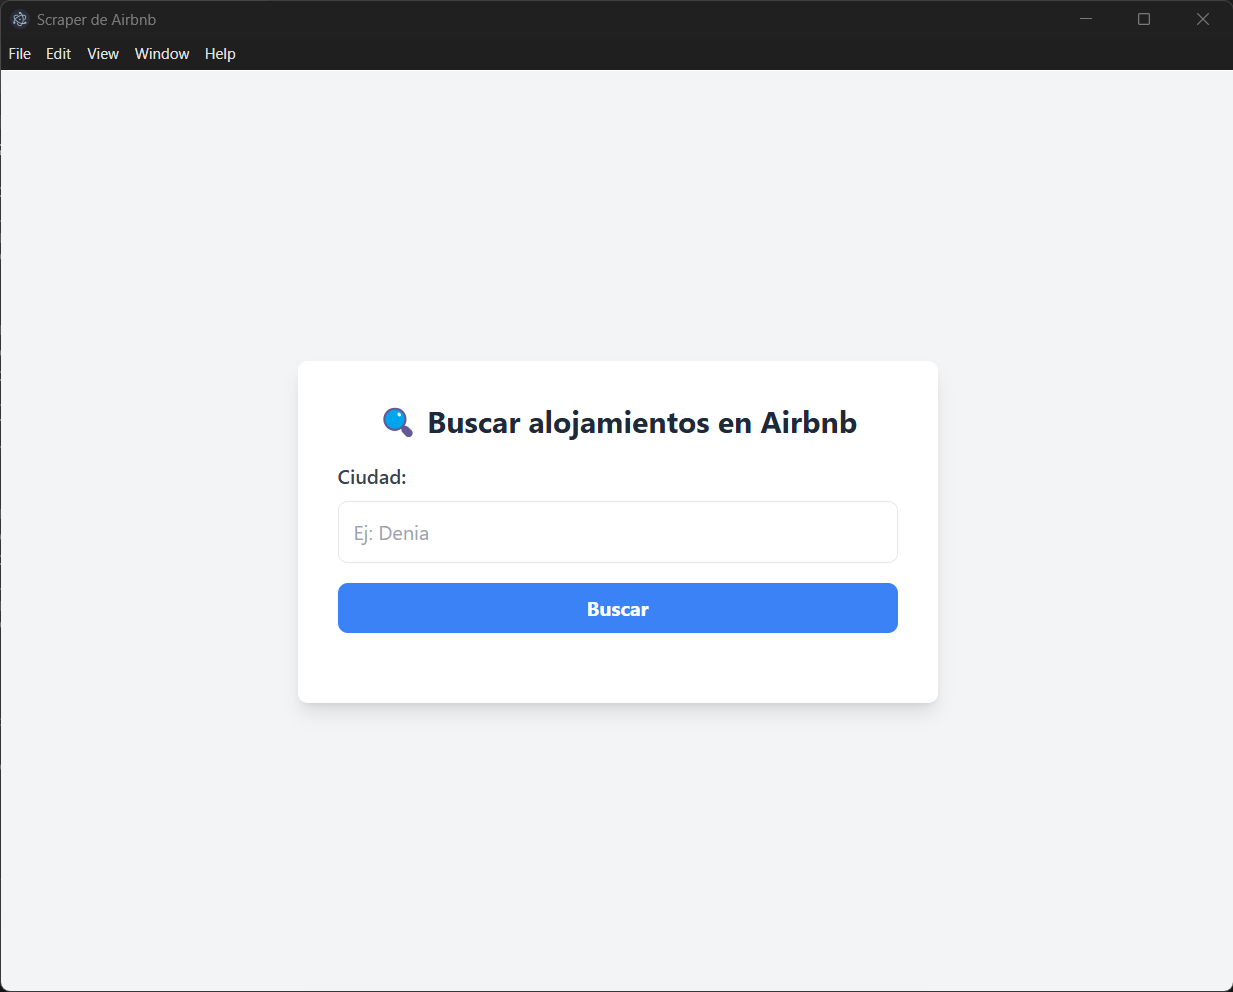 Scraper de Airbnb
File Edit View Window Help
Buscar alojamientos en Airbnb
Ciudad:
Ej: Denia
Buscar